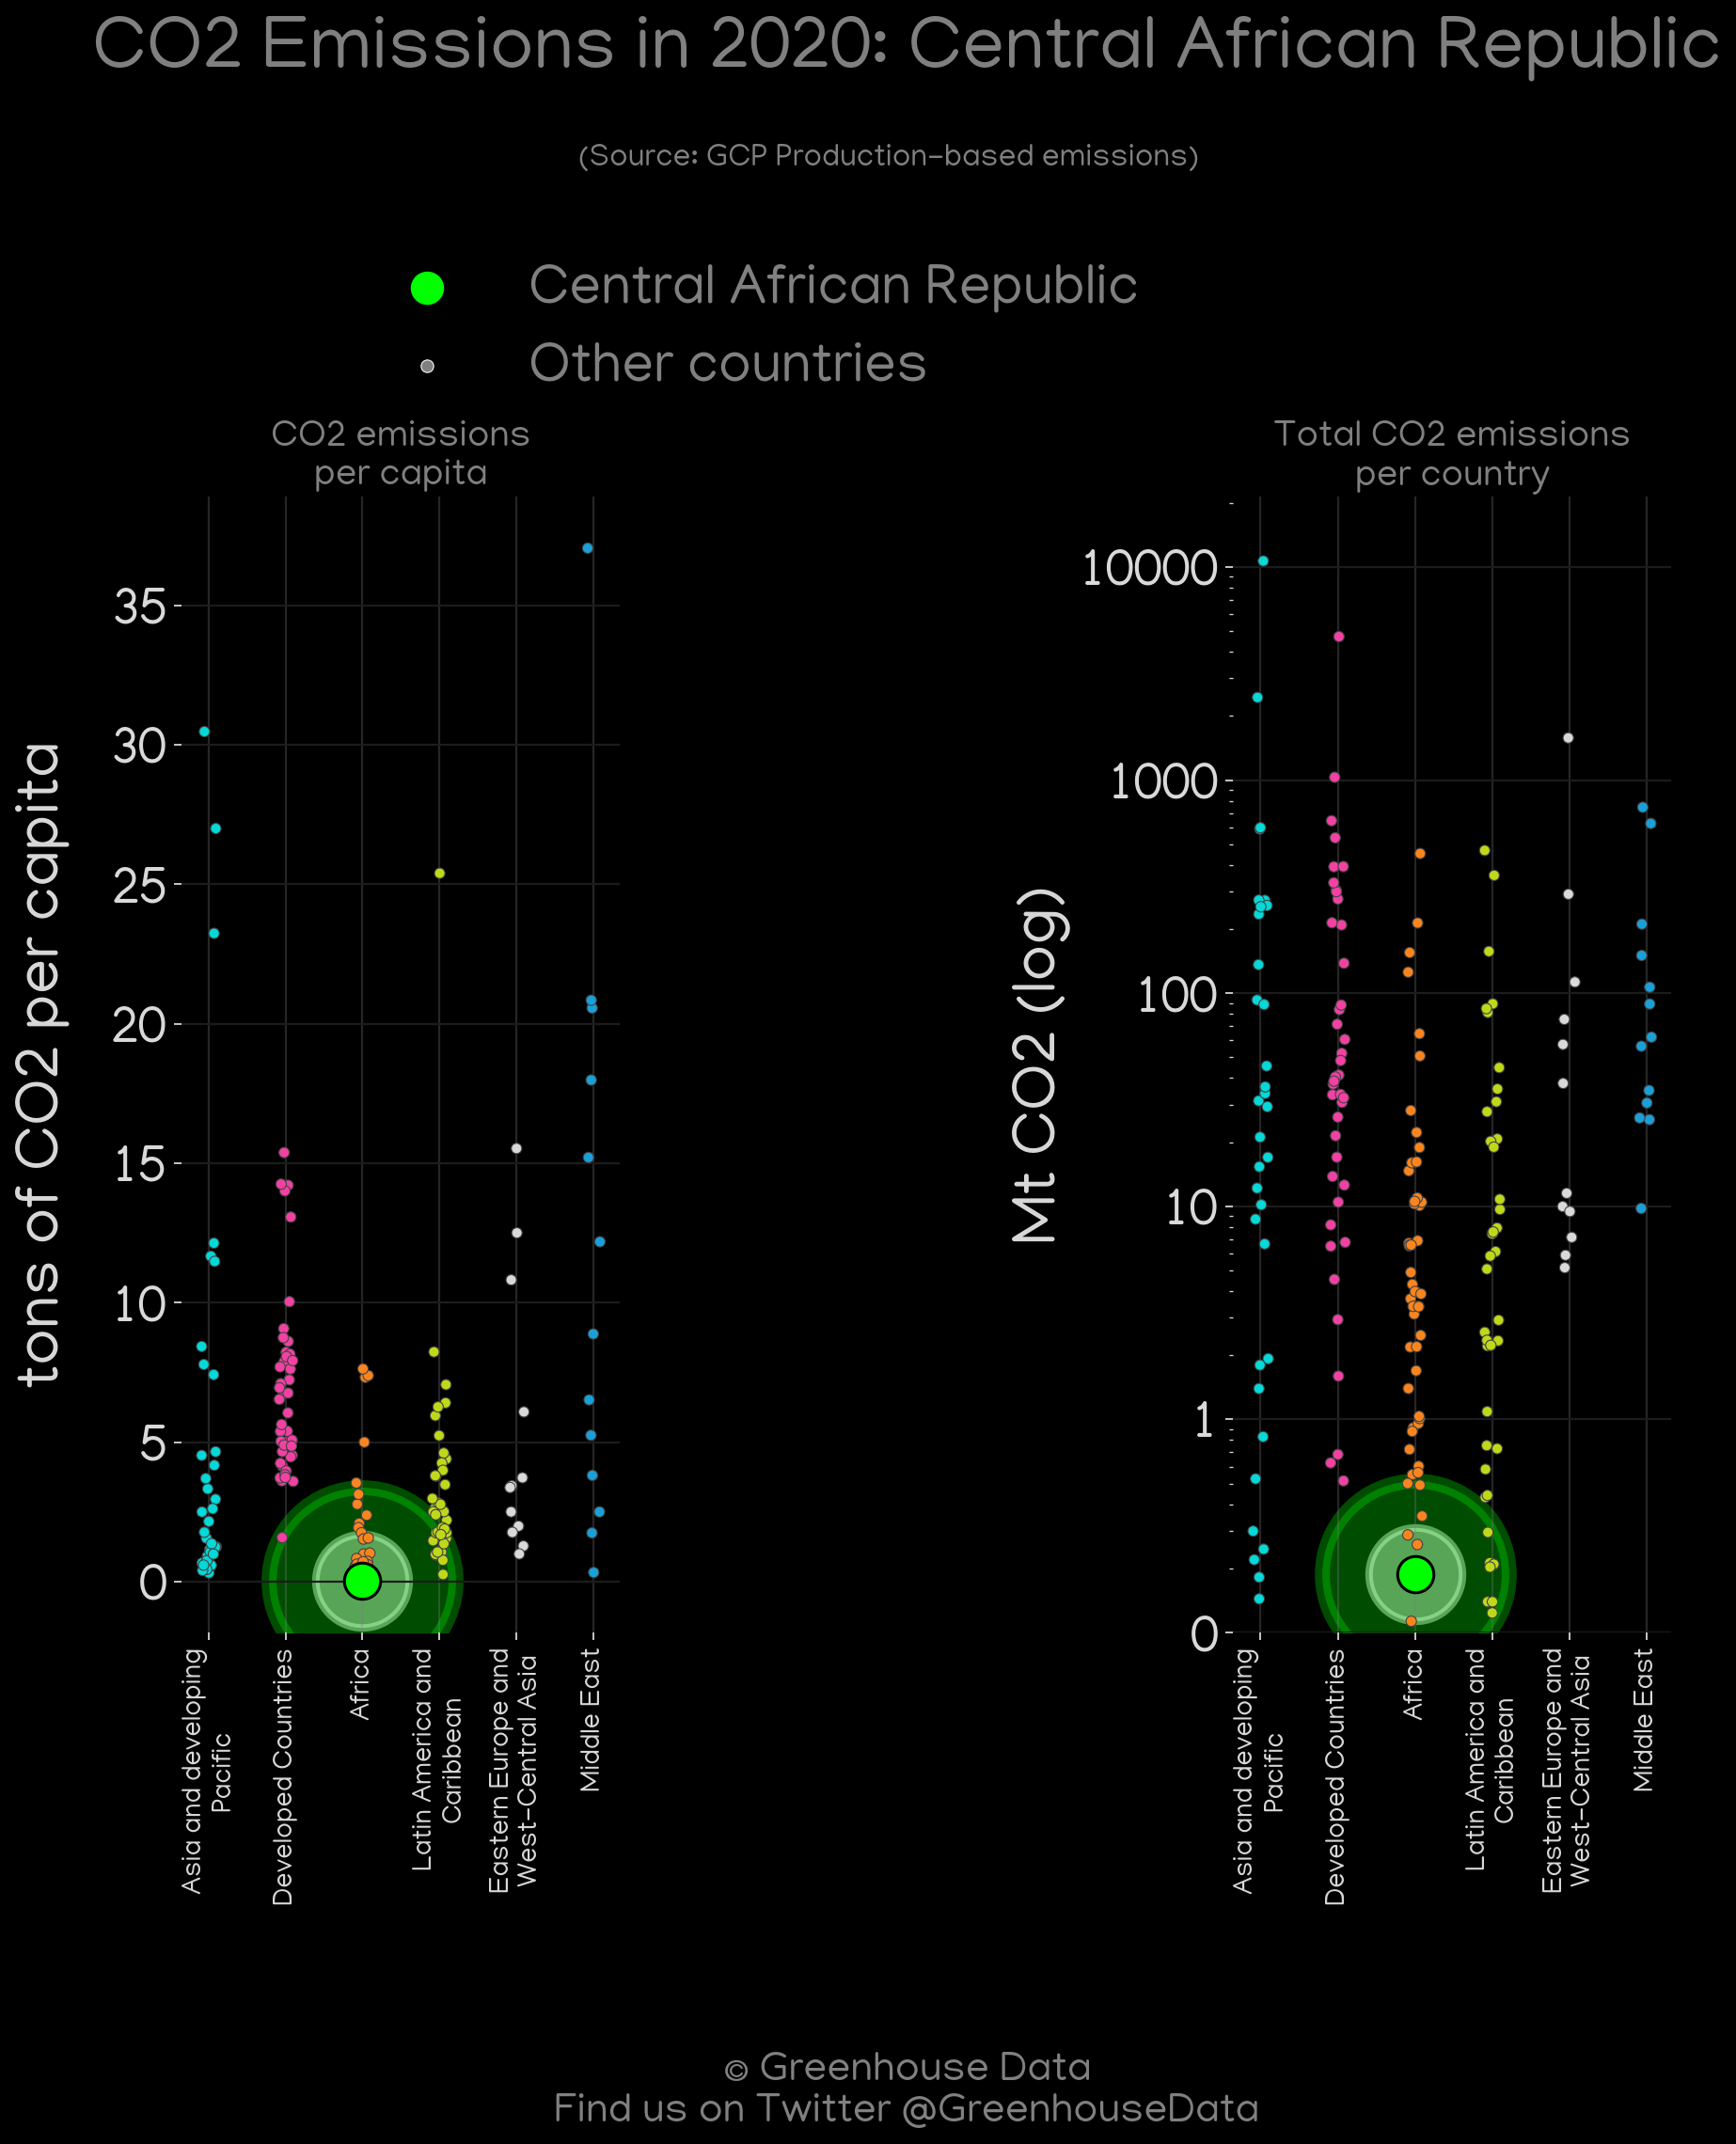 CO2 Emissions in 2020: Central African Republic
(Source: GCP Production-based emissions)
Central African Republic
Other countries
CO2 emissions
per capita
tons of CO2 per capita
35
30
25
20
15
10
5
0
Asia and developing
Pacific
Developed Countries
Africa
Latin America and
Caribbean
Eastern Europe and
West-Central Asia
Middle East
Total CO2 emissions
per country
Mt CO2 (log)
10000
1000
100
10
1
0
Asia and developing
Pacific
Developed Countries
Africa
Latin America and
Caribbean
Eastern Europe and
West-Central Asia
Middle East
© Greenhouse Data
Find us on Twitter @GreenhouseData